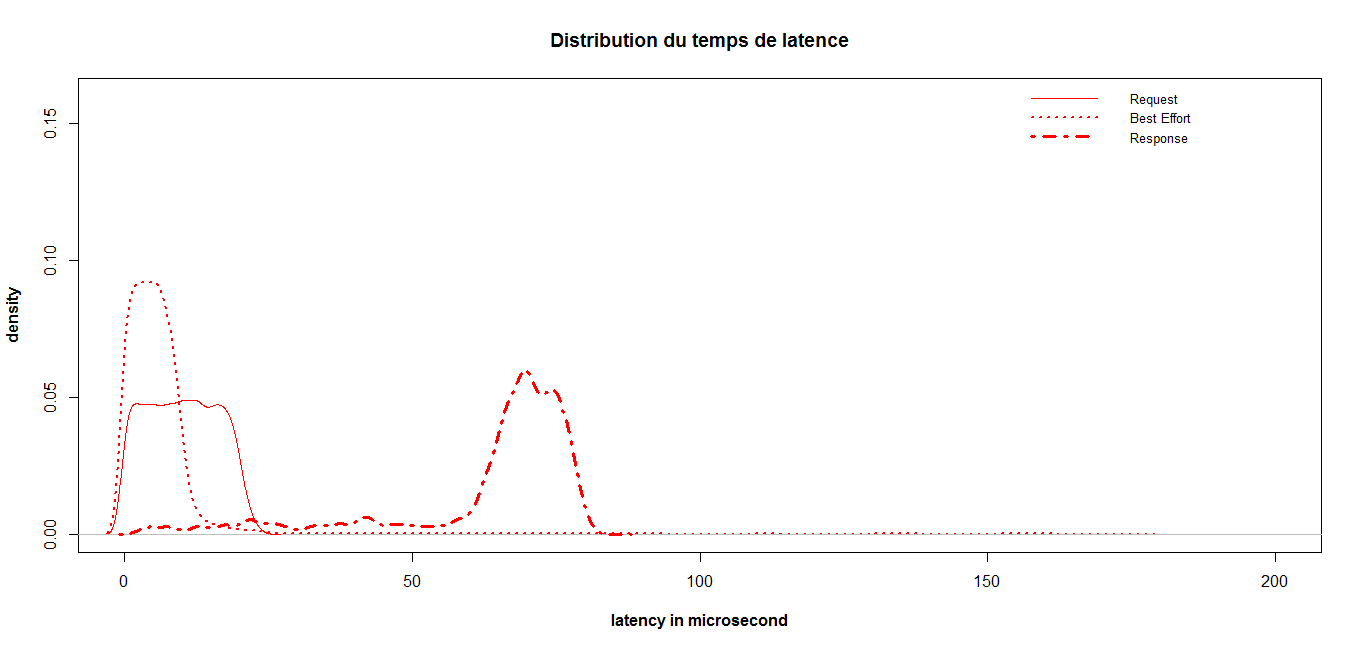 Distribution du temps de latence
Request
Best Effort
Response
density
0.15
0.10
0.05
0.00
0 50 100 150 200
latency in microsecond